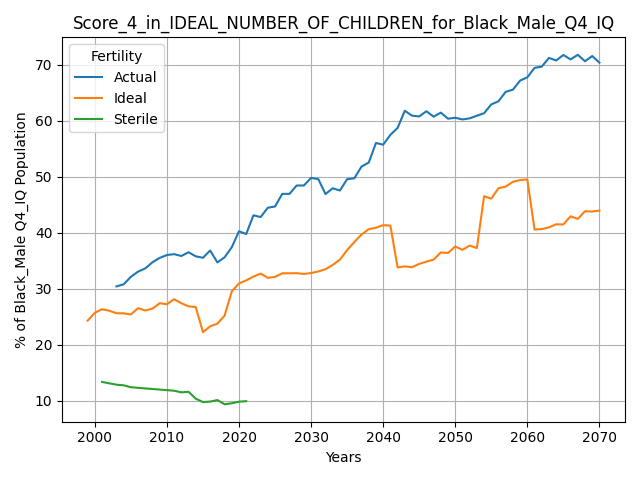 Score_4_in_IDEAL_NUMBER_OF_CHILDREN_for_Black_Male_Q4_IQ
Fertility
Actual
Ideal
Sterile
% of Black_Male Q4_IQ Population
70
60
50
40
30
20
10
2000 2010 2020 2030 2040 2050 2060 2070
Years